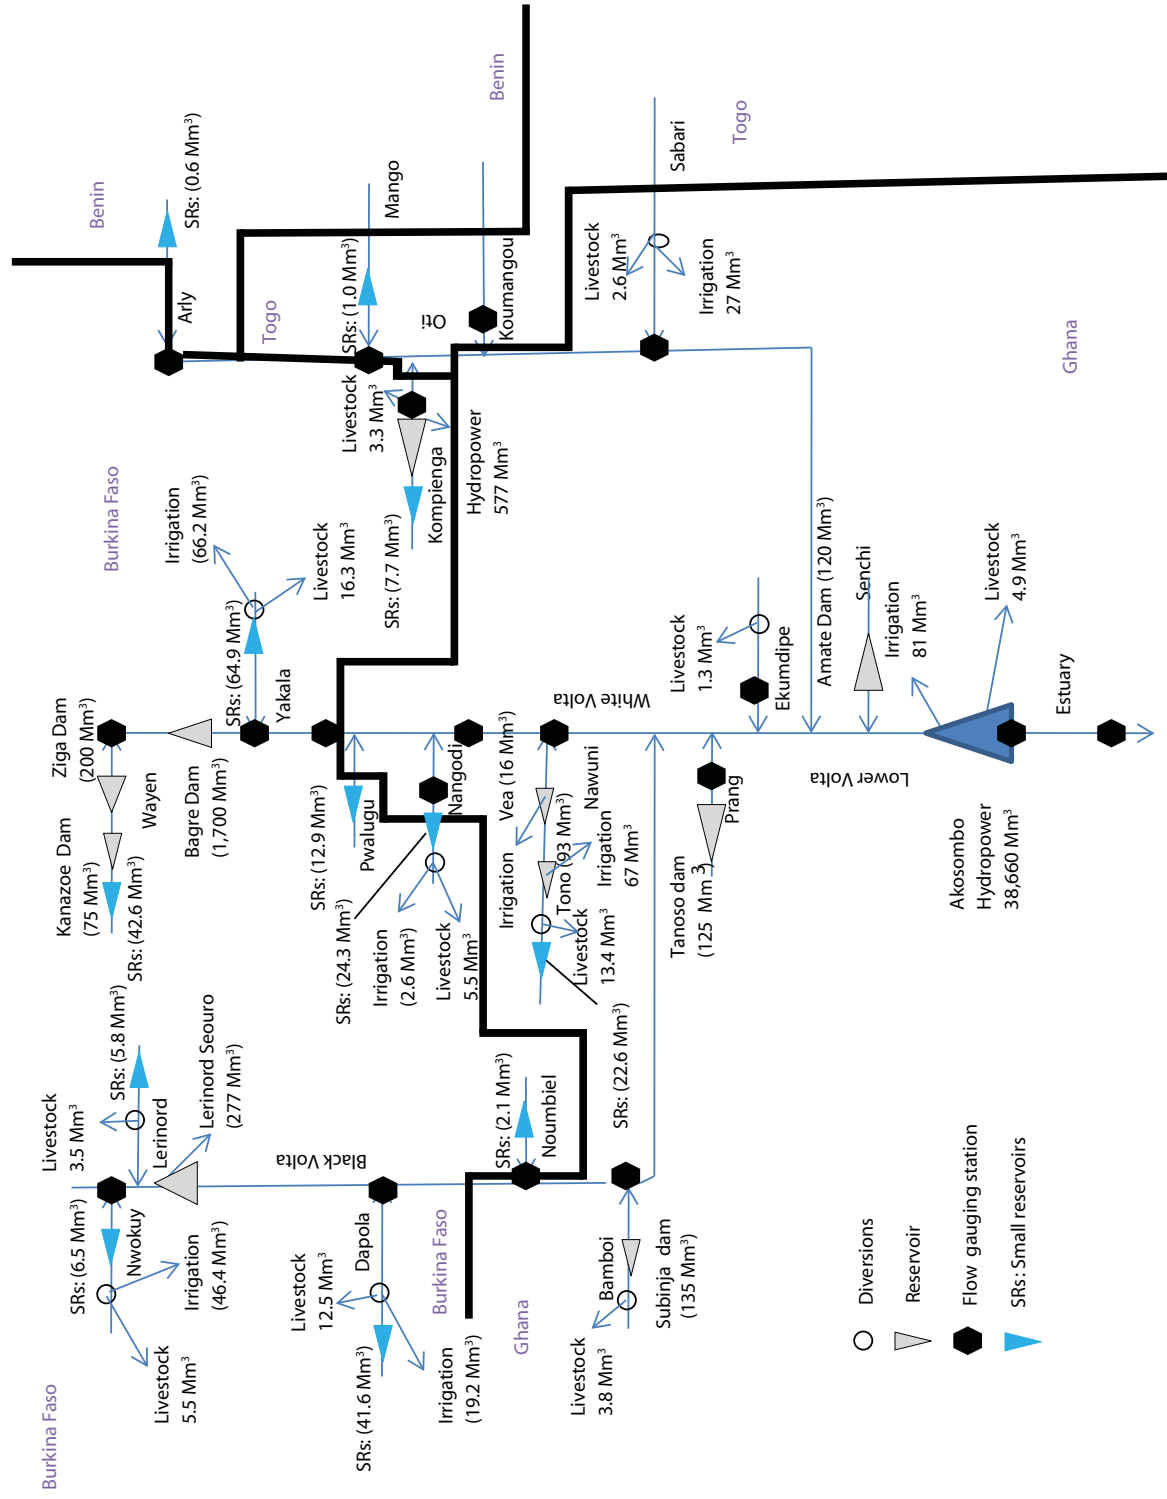 Burkina Faso
Livestock
5.5 Mm³
SRs: (6.5 Mm³)
Nwokuy
Irrigation
(46.4 Mm³)
Livestock
3.5 Mm³
SRs: (5.8 Mm³)
Lerinord
Lerinord Seouro
(277 Mm³)
Black Volta
SRs: (41.6 Mm³)
Livestock
12.5 Mm³
Dapola
Irrigation
(19.2 Mm³)
Burkina Faso
Ghana
SRs: (2.1 Mm³)
Noumbiel
Livestock
3.8 Mm³
Bamboi
Subinja dam
(135 Mm³)
Kanazoe Dam
(75 Mm³)
SRs: (42.6 Mm³)
Ziga Dam
(200 Mm³)
Wayen
Bagre Dam
(1,700 Mm³)
SRs: (64.9 Mm³)
Yakala
Irrigation
(66.2 Mm³)
Livestock
16.3 Mm³
Burkina Faso
SRs: (12.9 Mm³)
Pwalugu
SRs: (24.3 Mm³)
Irrigation
(2.6 Mm³)
Livestock
5.5 Mm³
Nangodi
White Volta
Vea (16 Mm³)
Nawuni
Irrigation
Tono (93 Mm³)
Irrigation
67 Mm³
Livestock
13.4 Mm³
SRs: (22.6 Mm³)
Tanoso dam
(125 Mm³)
Prang
Livestock
1.3 Mm³
Ekumdipe
Amate Dam (120 Mm³)
Senchi
Irrigation
81 Mm³
Livestock
4.9 Mm³
Lower Volta
Akosombo
Hydropower
38,660 Mm³
Estuary
Benin
SRs: (0.6 Mm³)
Arly
Togo
SRs: (1.0 Mm³)
Mango
Oti
Benin
Koumangou
Livestock
3.3 Mm³
SRs: (7.7 Mm³)
Kompienga
Hydropower
577 Mm³
Livestock
2.6 Mm³
Irrigation
27 Mm³
Sabari
Togo
Ghana
Diversions
Reservoir
Flow gauging station
SRs: Small reservoirs